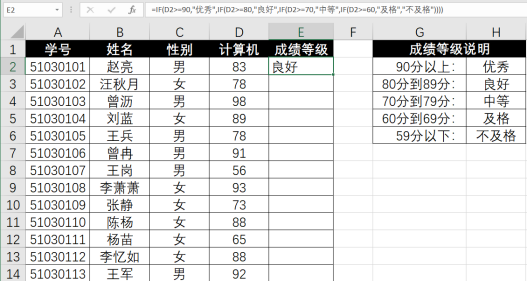 E2 =IF(D2>=90,"优秀",IF(D2>=80,"良好",IF(D2>=70,"中等",IF(D2>=60,"及格","不及格"))))
A B C D E F G H
1 学号 姓名 性别 计算机 成绩等级 成绩等级说明
2 51030101 赵亮 男 83 良好 90分以上: 优秀
3 51030102 汪秋月 女 78 80分到89分: 良好
4 51030103 曾沥 男 98 70分到79分: 中等
5 51030104 刘蓝 女 89 60分到69分: 及格
6 51030105 王兵 男 78 59分以下: 不及格
7 51030106 曾冉 男 91
8 51030107 王岗 男 56
9 51030108 李萧萧 女 93
10 51030109 张静 女 73
11 51030110 陈杨 女 88
12 51030111 杨苗 女 65
13 51030112 李忆如 女 88
14 51030113 王军 男 92